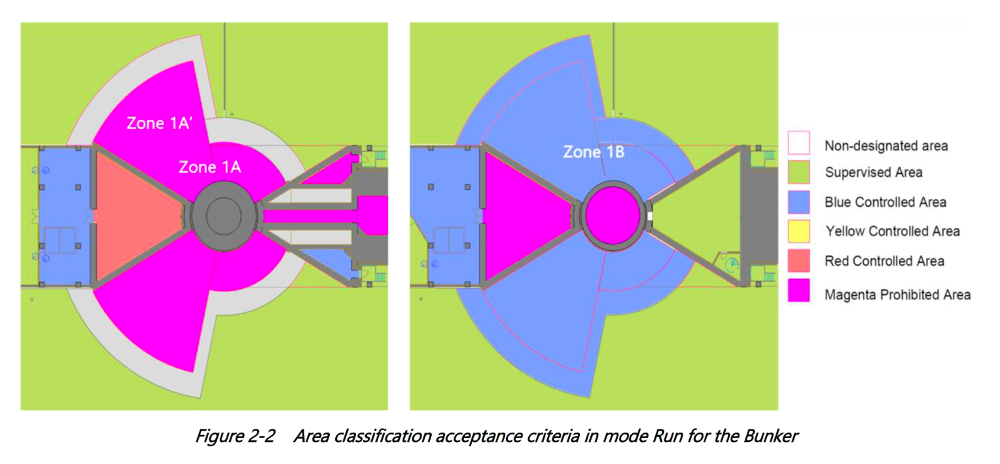 Zone 1A'
Zone 1A
Zone 1B
Non-designated area
Supervised Area
Blue Controlled Area
Yellow Controlled Area
Red Controlled Area
Magenta Prohibited Area
Figure 2-2 Area classification acceptance criteria in mode Run for the Bunker